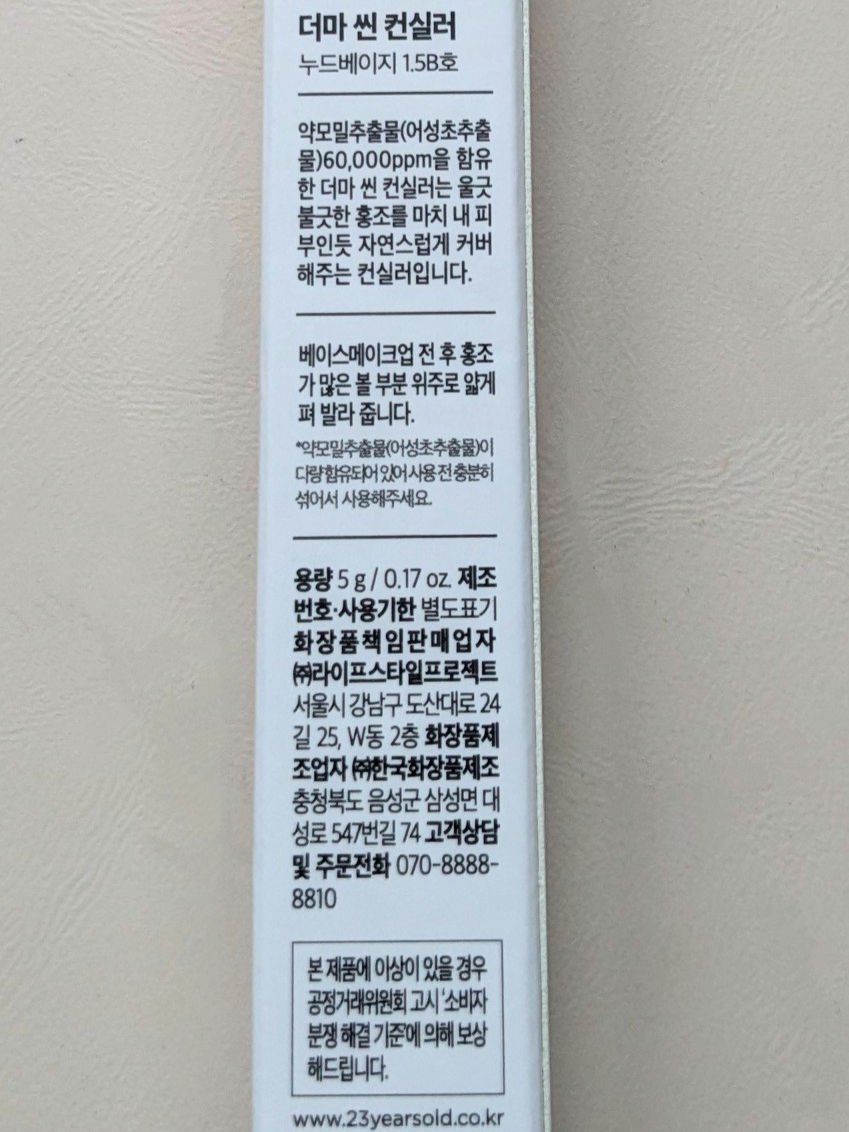 더마 씬 컨실러
누드베이지 1.5B호
약모밀추출물(어성초추출
물)60,000ppm을 함유
한 더마 씬 컨실러는 울긋
불긋한 홍조를 마치 내 피
부인듯 자연스럽게 커버
해주는 컨실러입니다.
베이스메이크업 전 후 홍조
가 많은 볼 부분 위주로 얇게
펴 발라 줍니다.
*약모밀추출물(어성초추출물)이
다량 함유되어 있어 사용 전 충분히
섞어서 사용해주세요.
용량 5 g / 0.17 oz. 제조
번호·사용기한 별도표기
화장품책임판매업자
㈜라이프스타일프로젝트
서울시 강남구 도산대로 24
길 25, W동 2층 화장품제
조업자 ㈜한국화장품제조
충청북도 음성군 삼성면 대
성로 547번길 74 고객상담
및 주문전화 070-8888-
8810
본 제품에 이상이 있을 경우
공정거래위원회 고시 '소비자
분쟁 해결 기준'에 의해 보상
해드립니다.
www.23yearsold.co.kr